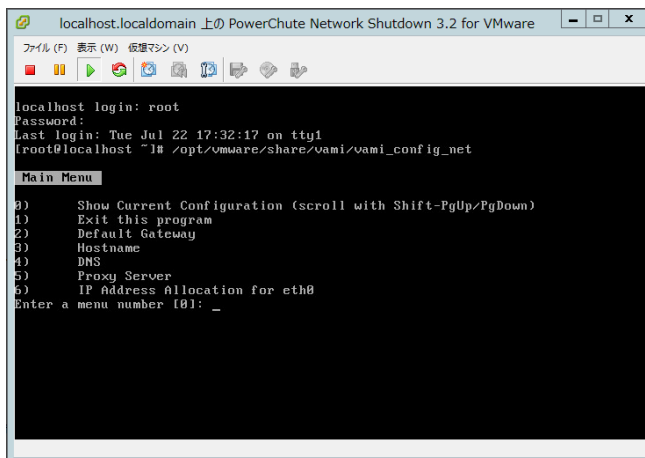 localhost.localdomain 上の PowerChute Network Shutdown 3.2 for VMware
ファイル (F) 表示 (W) 仮想マシン (V)
localhost login: root
Password:
Last login: Tue Jul 22 17:32:17 on tty1
[root@localhost ~]# /opt/vmware/share/vami/vami_config_net
Main Menu
0) Show Current Configuration (scroll with Shift-PgUp/PgDown)
1) Exit this program
2) Default Gateway
3) Hostname
4) DNS
5) Proxy Server
6) IP Address Allocation for eth0
Enter a menu number [0]: _